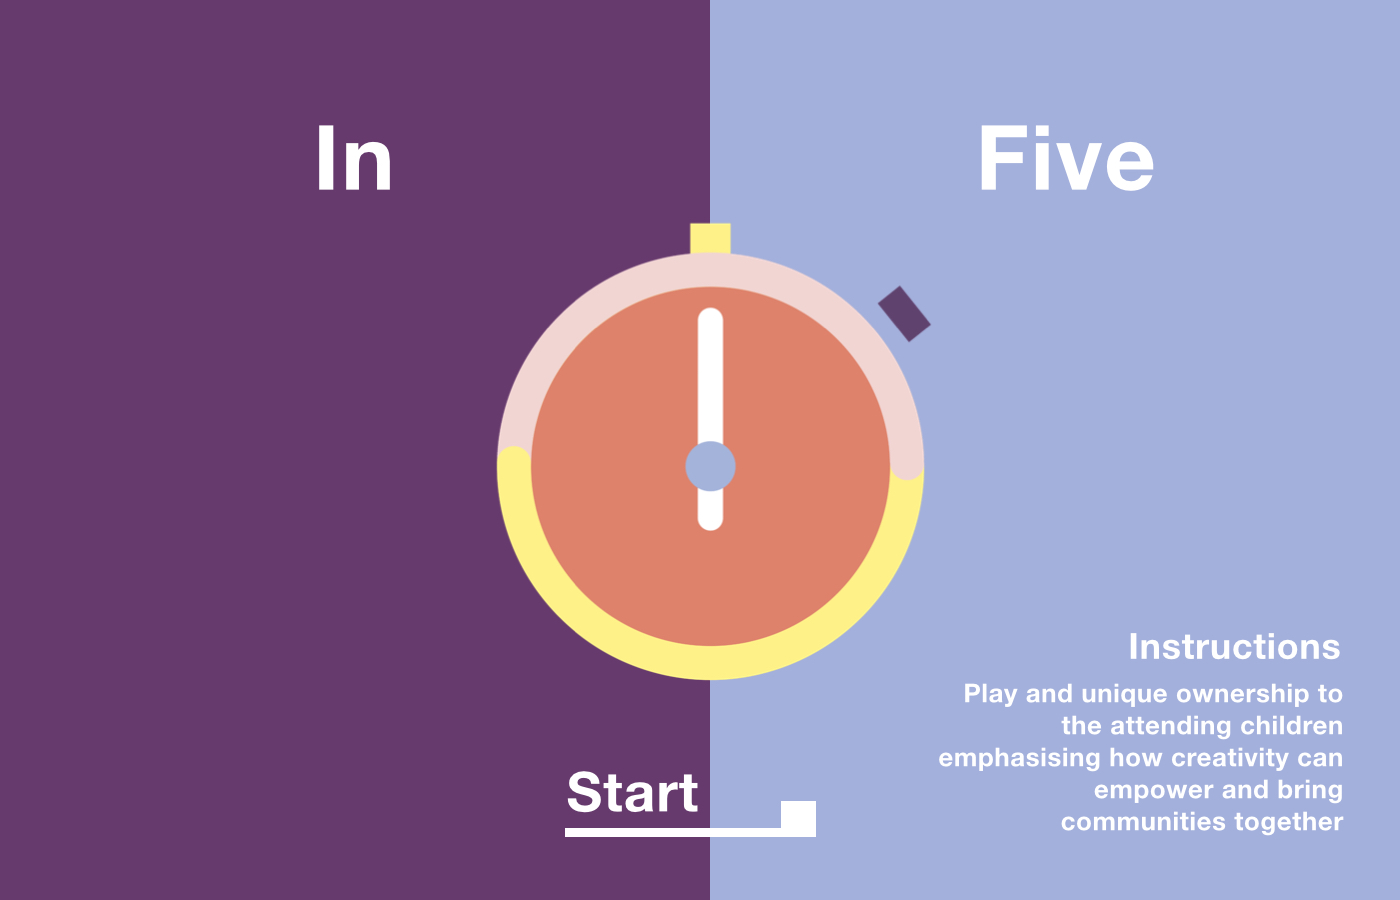 In
Five
Instructions
Play and unique ownership to
the attending children
emphasising how creativity can
empower and bring
communities together
Start